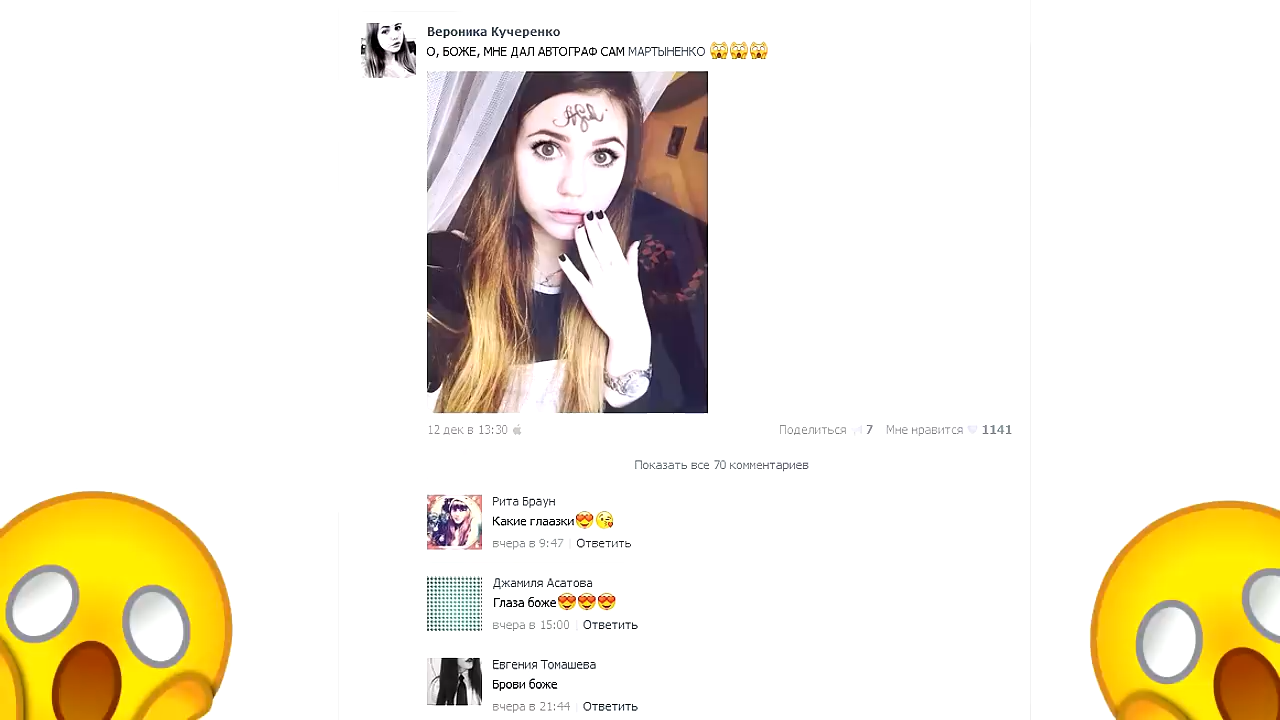 Вероника Кучеренко
О, БОЖЕ, МНЕ ДАЛ АВТОГРАФ САМ МАРТЫНЕНКО
12 дек в 13:30
Поделиться 7 Мне нравится 1141
Показать все 70 комментариев
Рита Браун
Какие глаазки
вчера в 9:47 | Ответить
Джамиля Асатова
Глаза боже
вчера в 15:00 | Ответить
Евгения Томашева
Брови боже
вчера в 21:44 | Ответить